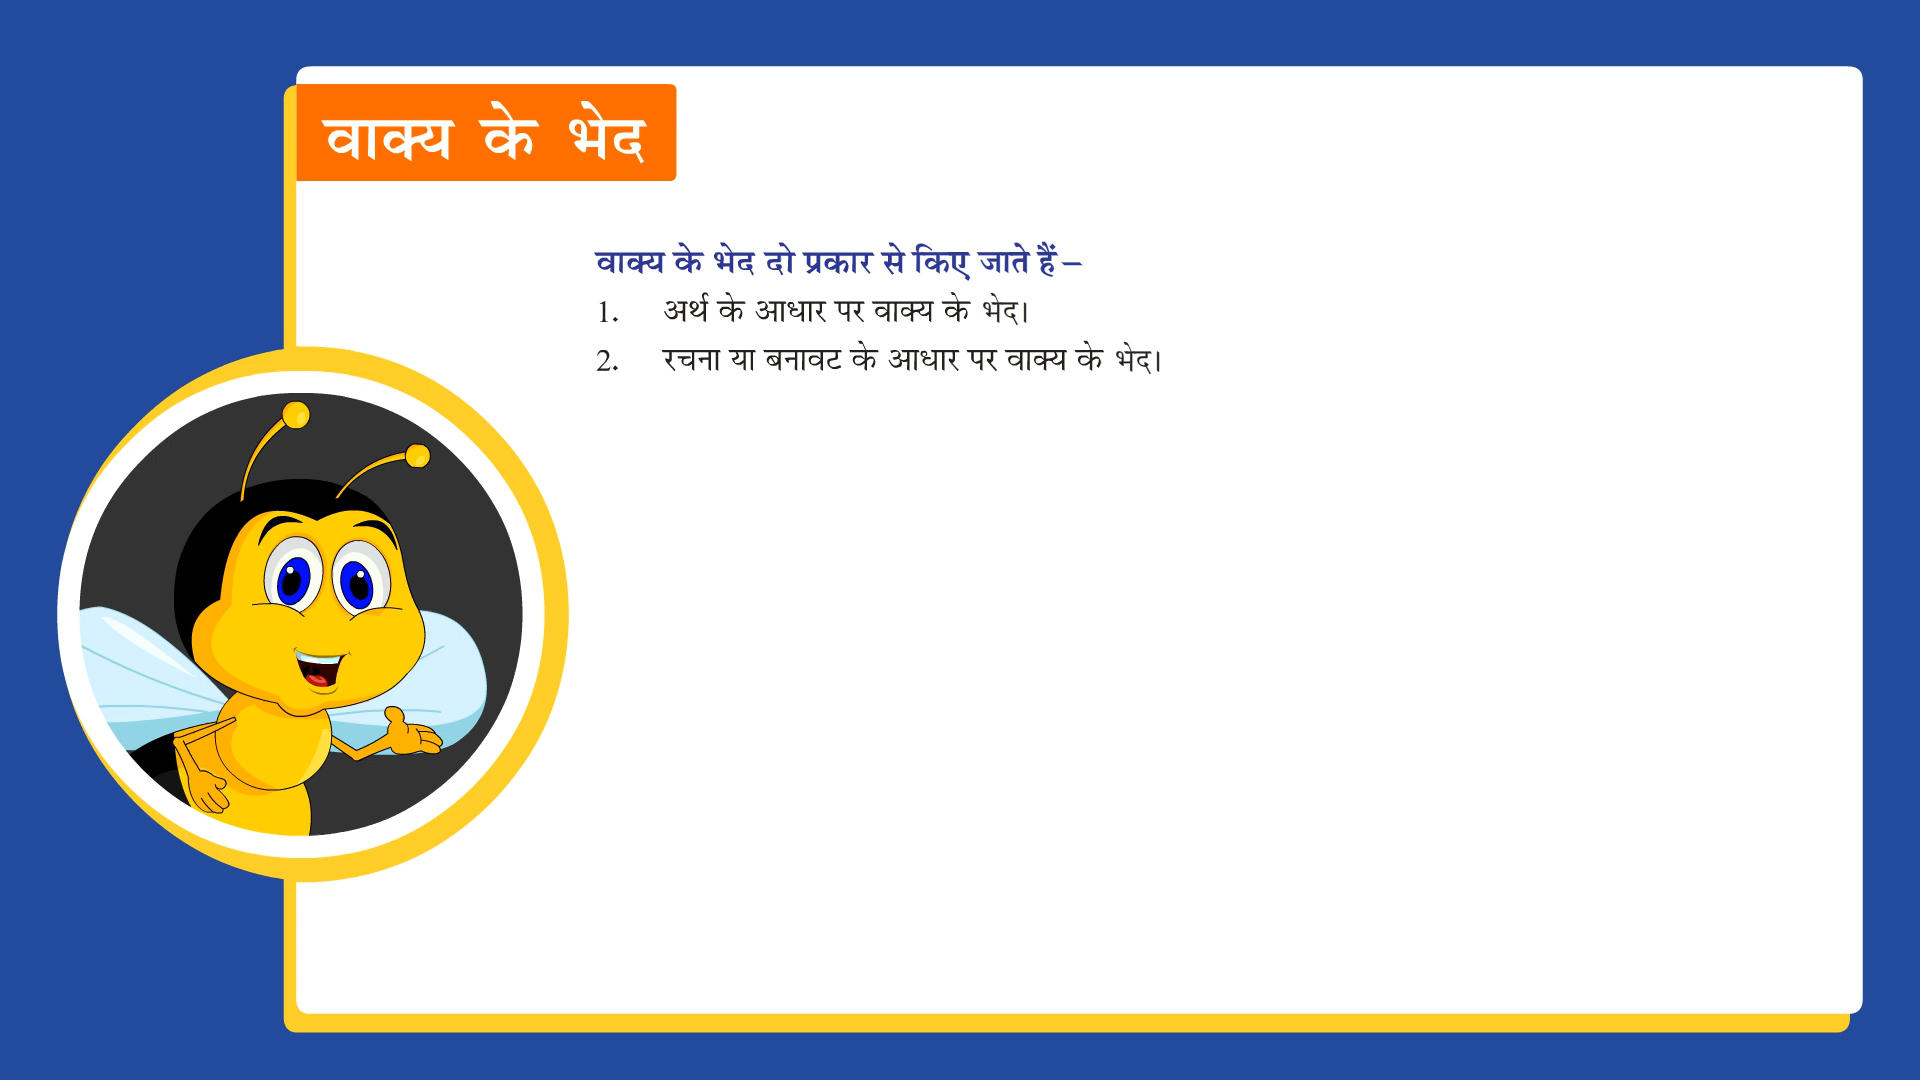 वाक्य के भेद
वाक्य के भेद दो प्रकार से किए जाते हैं–
1. अर्थ के आधार पर वाक्य के भेद।
2. रचना या बनावट के आधार पर वाक्य के भेद।